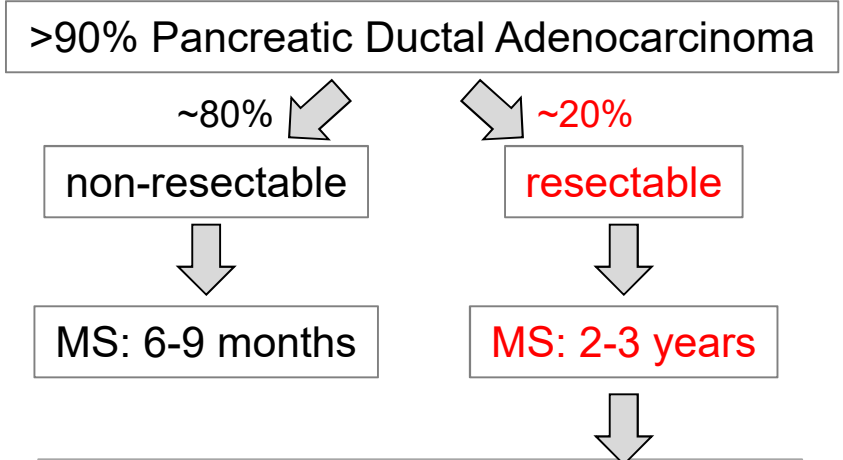 >90% Pancreatic Ductal Adenocarcinoma
~80%
~20%
non-resectable
resectable
MS: 6-9 months
MS: 2-3 years